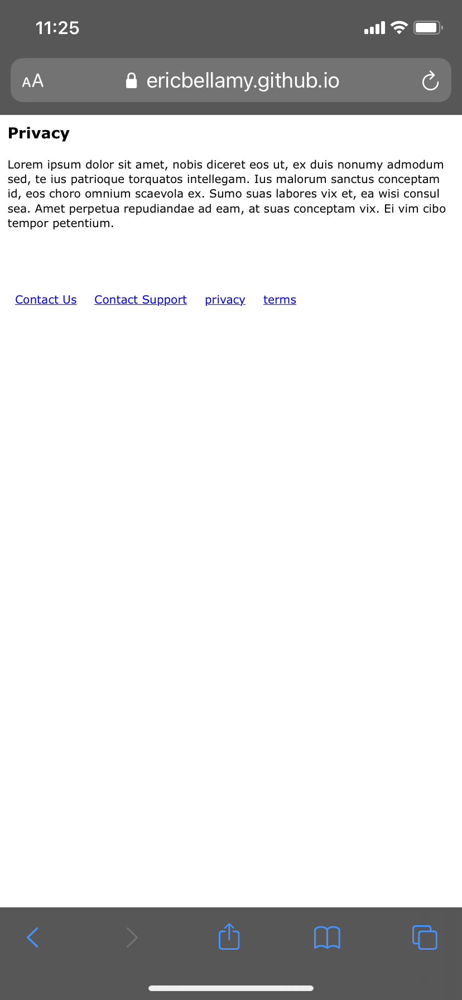 11:25
AA ericbellamy.github.io
Privacy
Lorem ipsum dolor sit amet, nobis diceret eos ut, ex duis nonumy admodum
sed, te ius patrioque torquatos intellegam. Ius malorum sanctus conceptam
id, eos choro omnium scaevola ex. Sumo suas labores vix et, ea wisi consul
sea. Amet perpetua repudiandae ad eam, at suas conceptam vix. Ei vim cibo
tempor petentium.
Contact Us Contact Support privacy terms